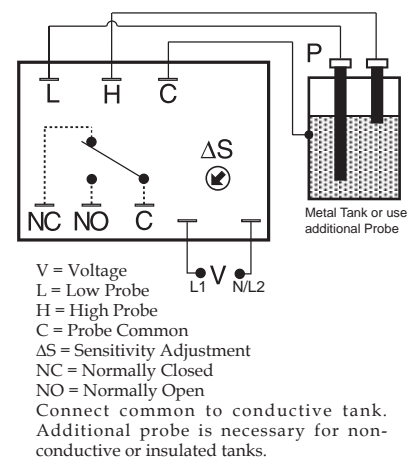 P
L H C
ΔS
NC NO C
Metal Tank or use
additional Probe
L1 V N/L2
V = Voltage
L = Low Probe
H = High Probe
C = Probe Common
ΔS = Sensitivity Adjustment
NC = Normally Closed
NO = Normally Open
Connect common to conductive tank.
Additional probe is necessary for non-
conductive or insulated tanks.